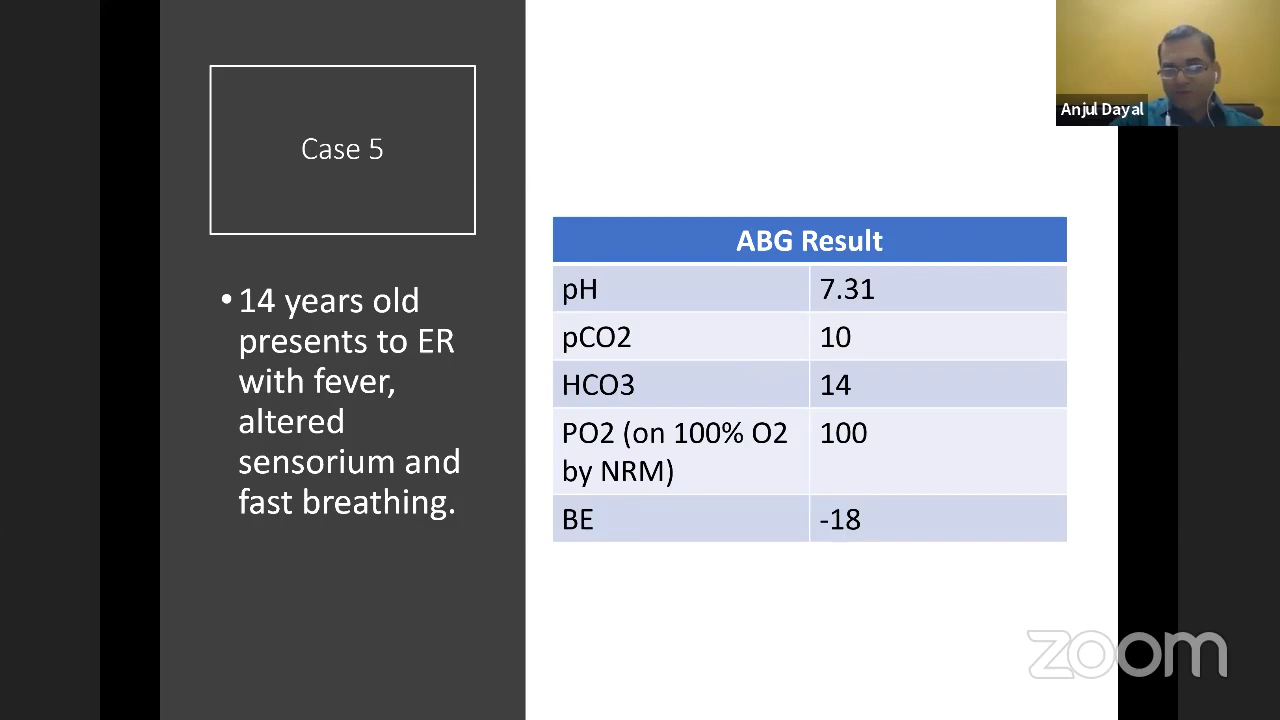 Case 5
• 14 years old
presents to ER
with fever,
altered
sensorium and
fast breathing.
ABG Result
pH 7.31
pCO2 10
HCO3 14
PO2 (on 100% O2 100
by NRM)
BE -18
Anjul Dayal
zoom